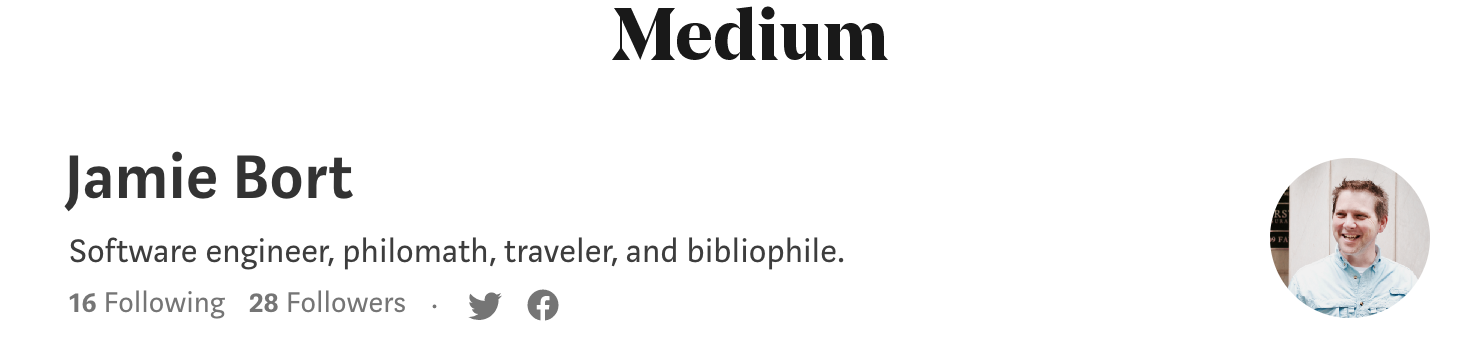 Medium
Jamie Bort
Software engineer, philomath, traveler, and bibliophile.
16 Following 28 Followers ·